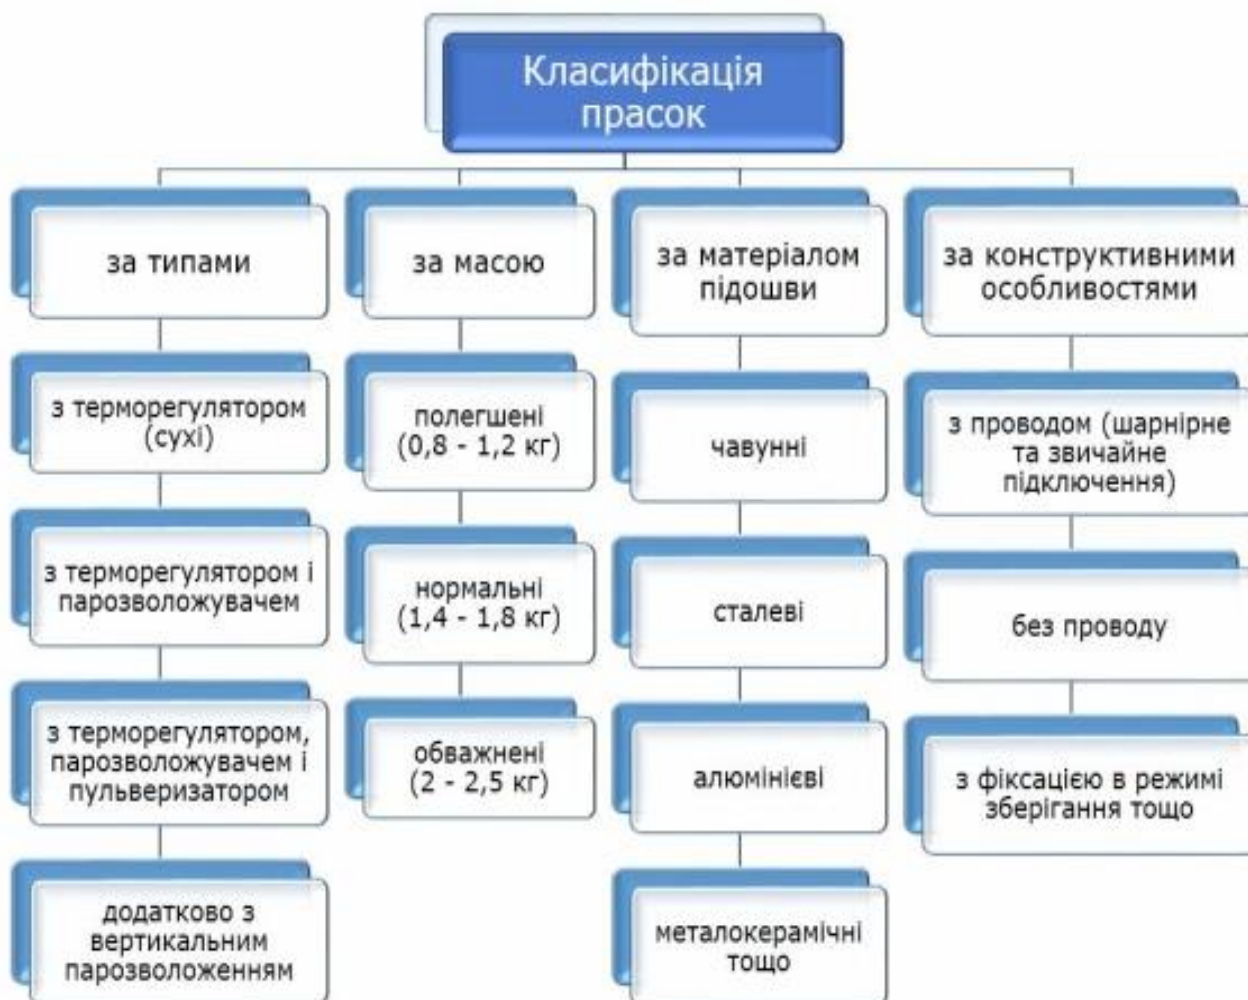 Класифікація
прасок
за типами
з терморегулятором
(сухі)
з терморегулятором і
парозволожувачем
з терморегулятором,
парозволожувачем і
пульверизатором
додатково з
вертикальним
парозволоженням
за масою
полегшені
(0,8 - 1,2 кг)
нормальні
(1,4 - 1,8 кг)
обважнені
(2 - 2,5 кг)
за матеріалом
підошви
чавунні
сталеві
алюмінієві
металокерамічні
тощо
за конструктивними
особливостями
з проводом (шарнірне
та звичайне
підключення)
без проводу
з фіксацією в режимі
зберігання тощо